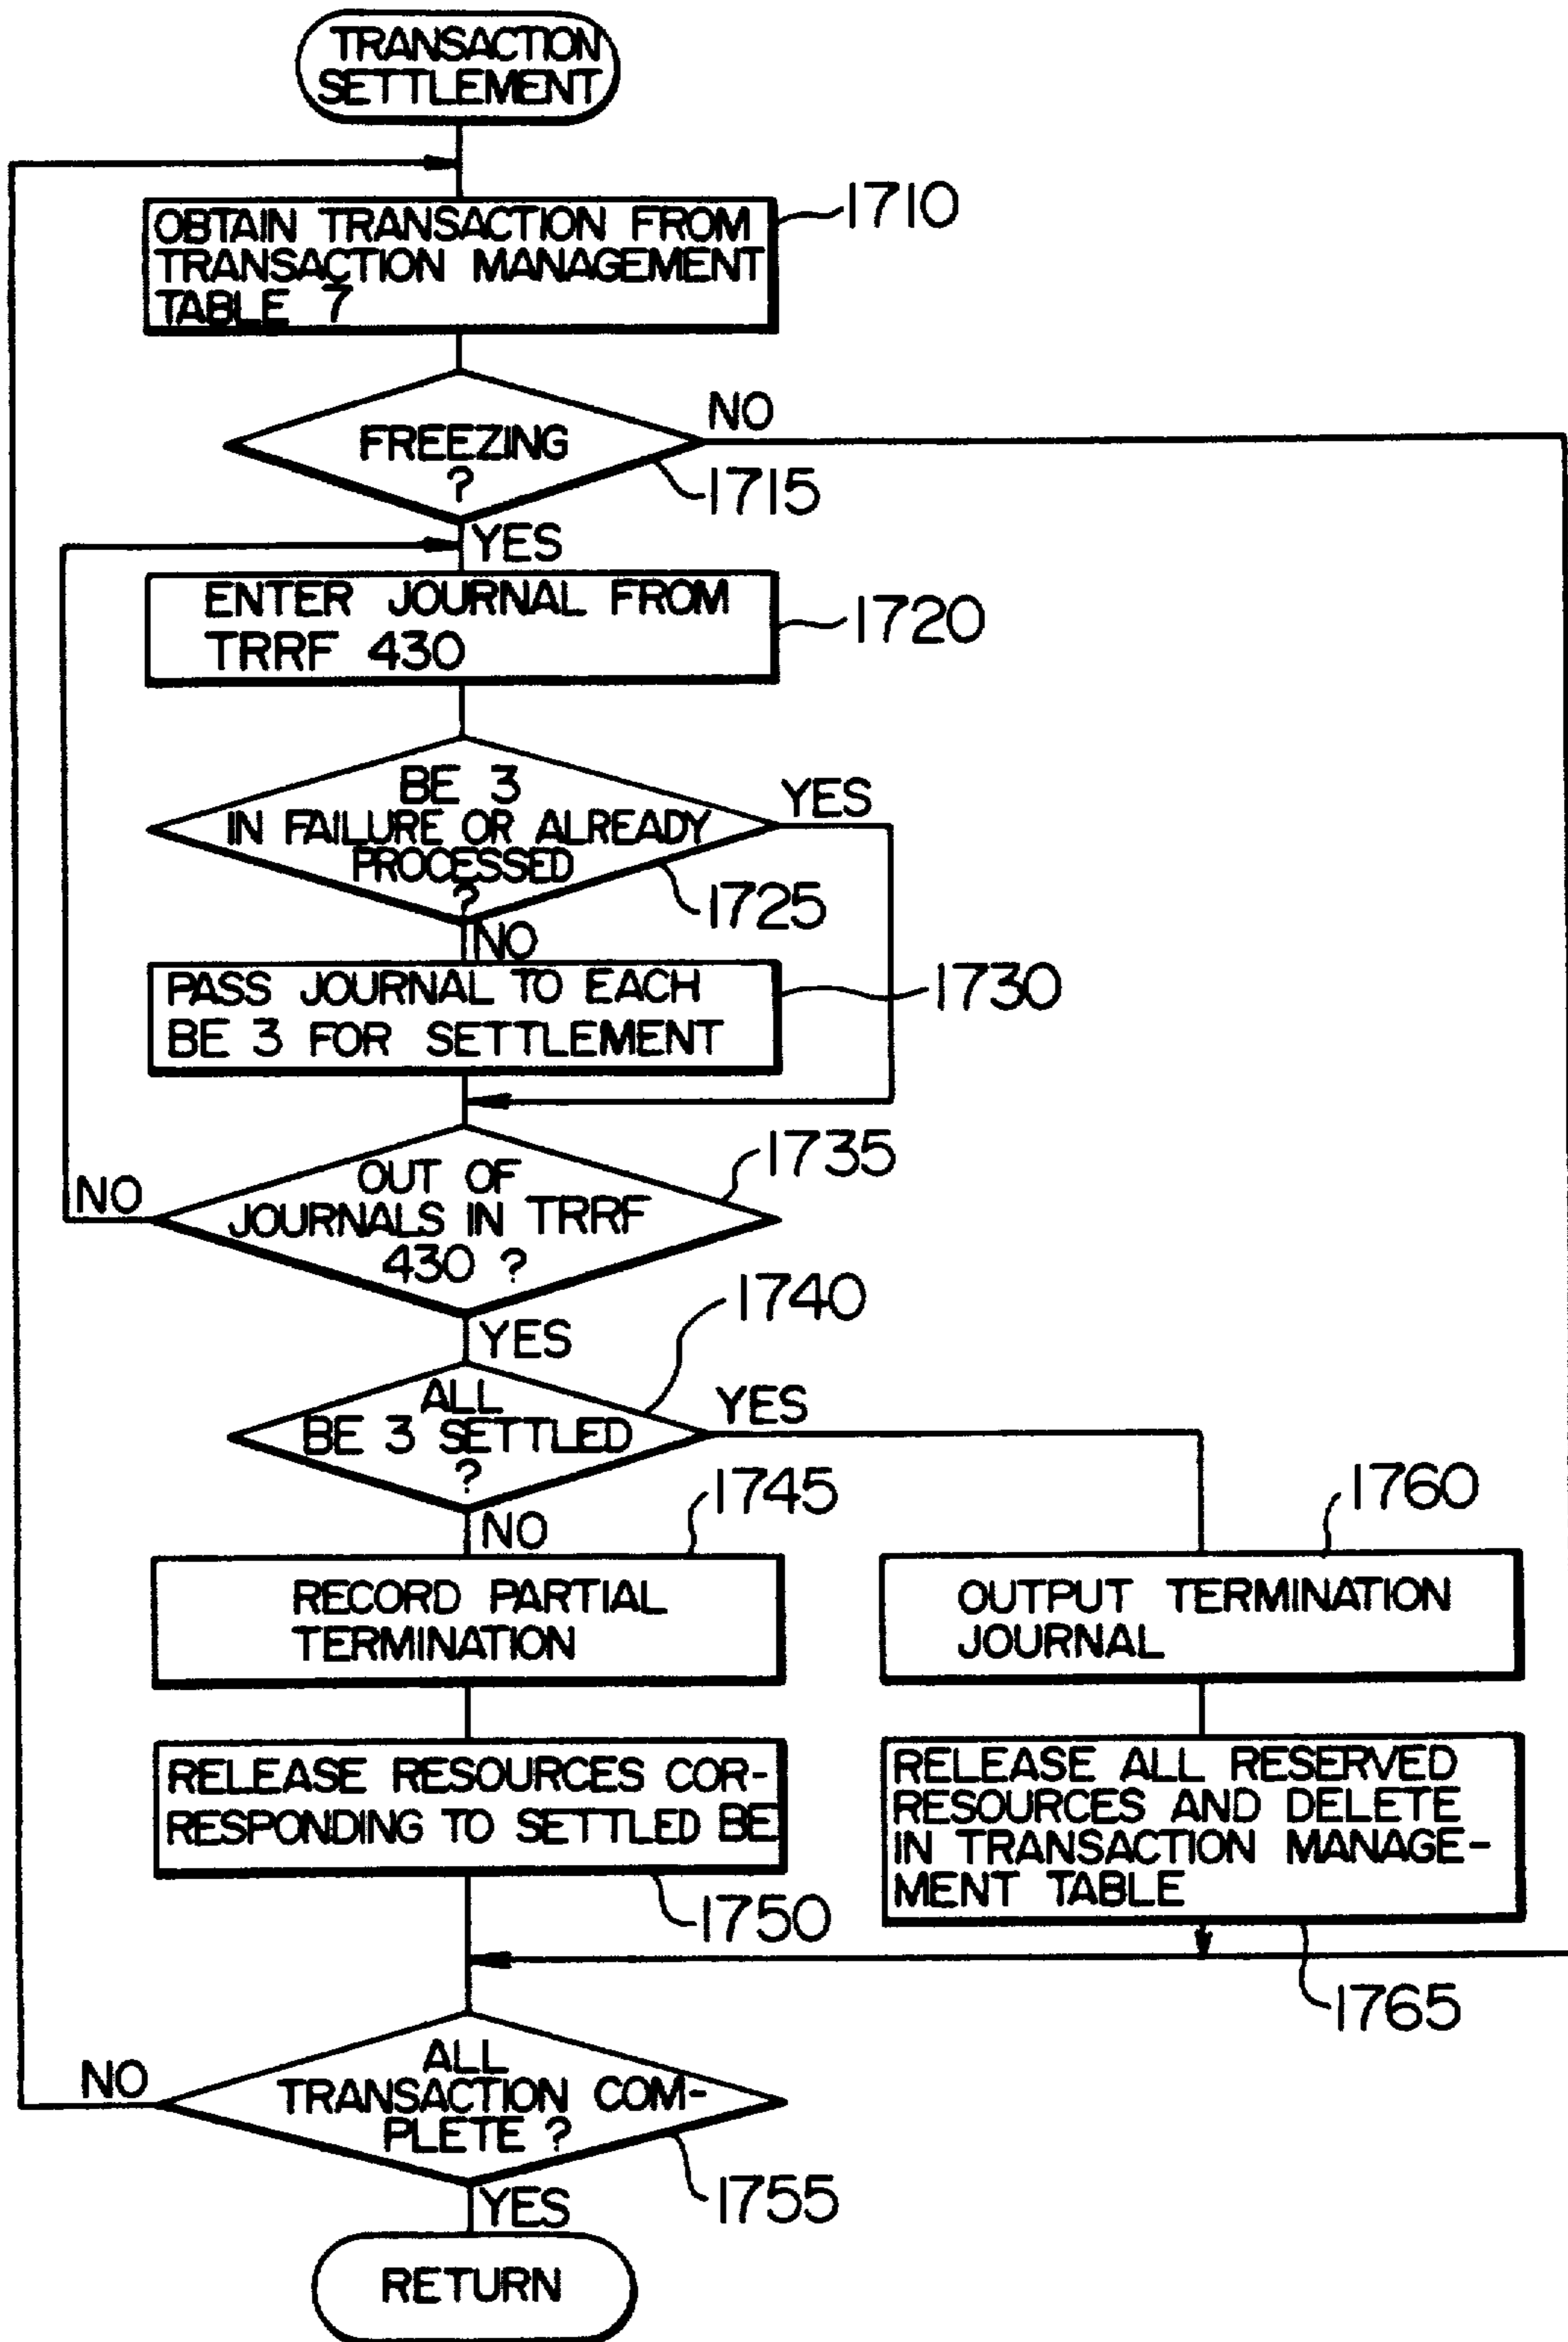 TRANSACTION
SETTLEMENT
1710
OBTAIN TRANSACTION FROM
TRANSACTION MANAGEMENT
TABLE 7
NO
FREEZING
?
1715
YES
ENTER JOURNAL FROM
TRRF 430
1720
BE 3
IN FAILURE OR ALREADY
PROCESSED
?
YES
1725
NO
PASS JOURNAL TO EACH
BE 3 FOR SETTLEMENT
1730
1735
OUT OF
JOURNALS IN TRRF
430 ?
NO
YES
1740
ALL
BE 3 SETTLED
?
YES
NO
1745
RECORD PARTIAL
TERMINATION
1760
OUTPUT TERMINATION
JOURNAL
RELEASE RESOURCES COR-
RESPONDING TO SETTLED BE
1750
RELEASE ALL RESERVED
RESOURCES AND DELETE
IN TRANSACTION MANAGE-
MENT TABLE
1765
NO
ALL
TRANSACTION COM-
PLETE ?
1755
YES
RETURN